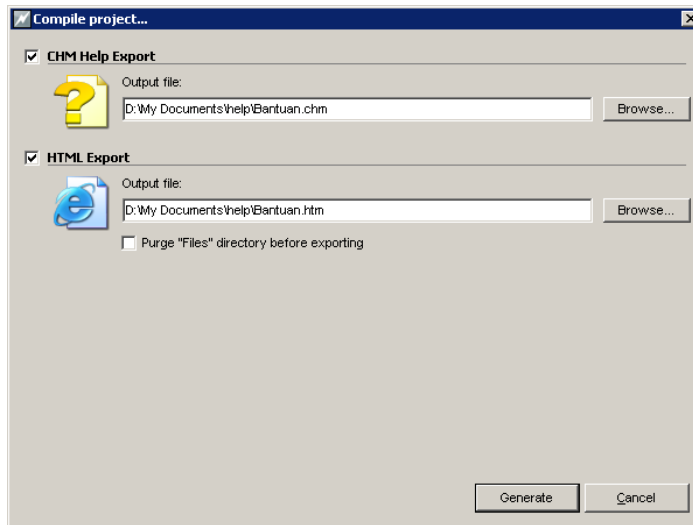 Compile project...
CHM Help Export
Output file:
D:\My Documents\help\Bantuan.chm
Browse...
HTML Export
Output file:
D:\My Documents\help\Bantuan.htm
Browse...
Purge "Files" directory before exporting
Generate
Cancel